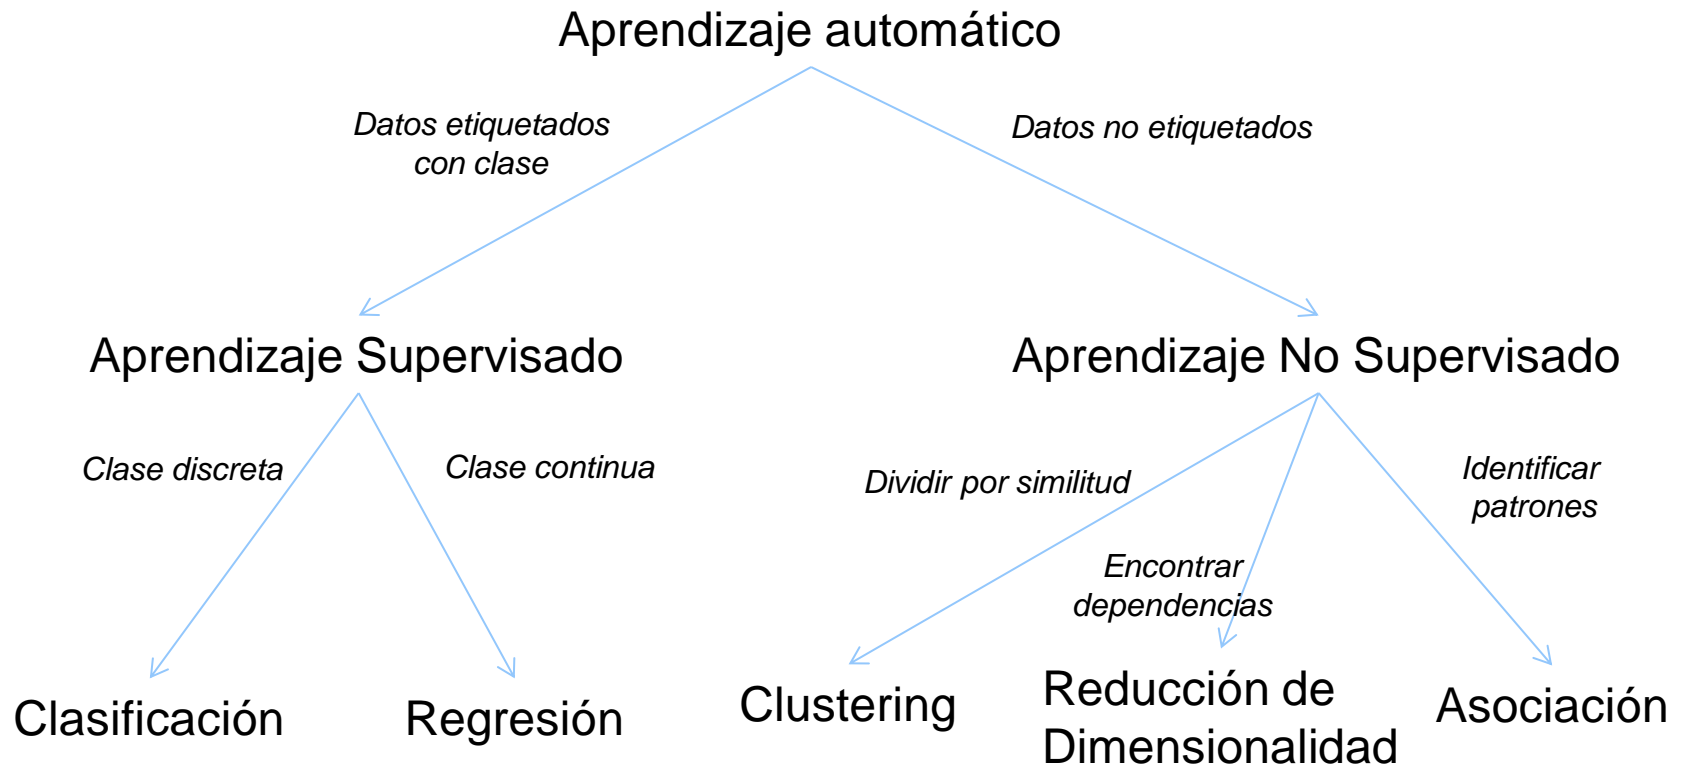 Aprendizaje automático
Datos etiquetados
con clase
Datos no etiquetados
Aprendizaje Supervisado
Aprendizaje No Supervisado
Clase discreta
Clase continua
Dividir por similitud
Identificar
patrones
Encontrar
dependencias
Clasificación
Regresión
Clustering
Reducción de
Dimensionalidad
Asociación